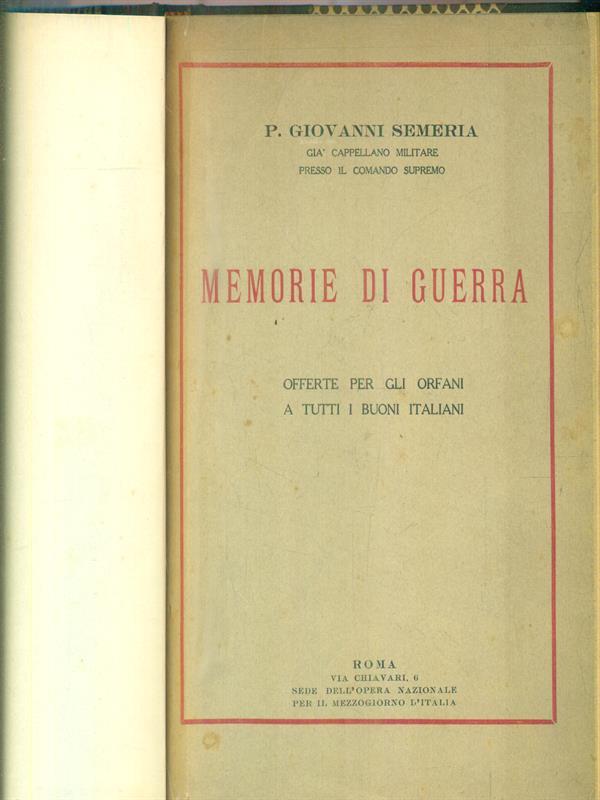 P. GIOVANNI SEMERIA
GIA' CAPPELLANO MILITARE
PRESSO IL COMANDO SUPREMO
MEMORIE DI GUERRA
OFFERTE PER GLI ORFANI
A TUTTI I BUONI ITALIANI
ROMA
VIA CHIAVARI, 6
SEDE DELL'OPERA NAZIONALE
PER IL MEZZOGIORNO D'ITALIA